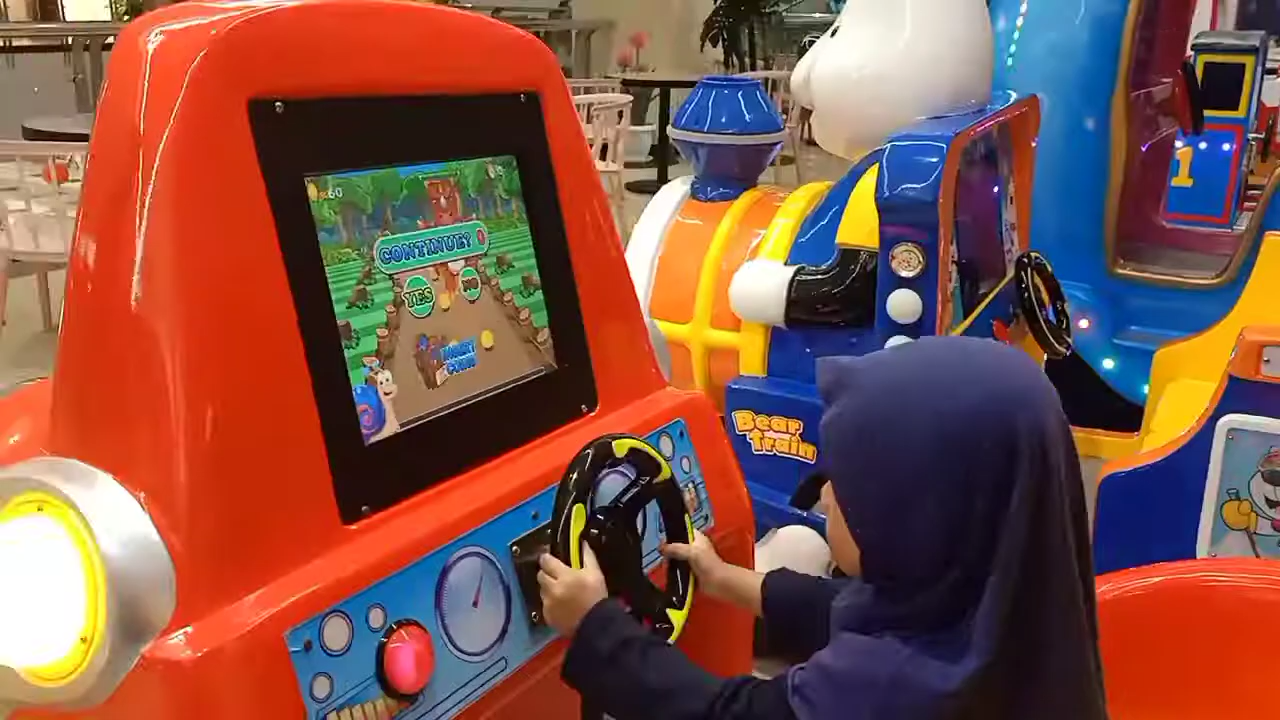 60
CONTINUE?
YES
NO
INSERT
COIN
Bear
Train
1